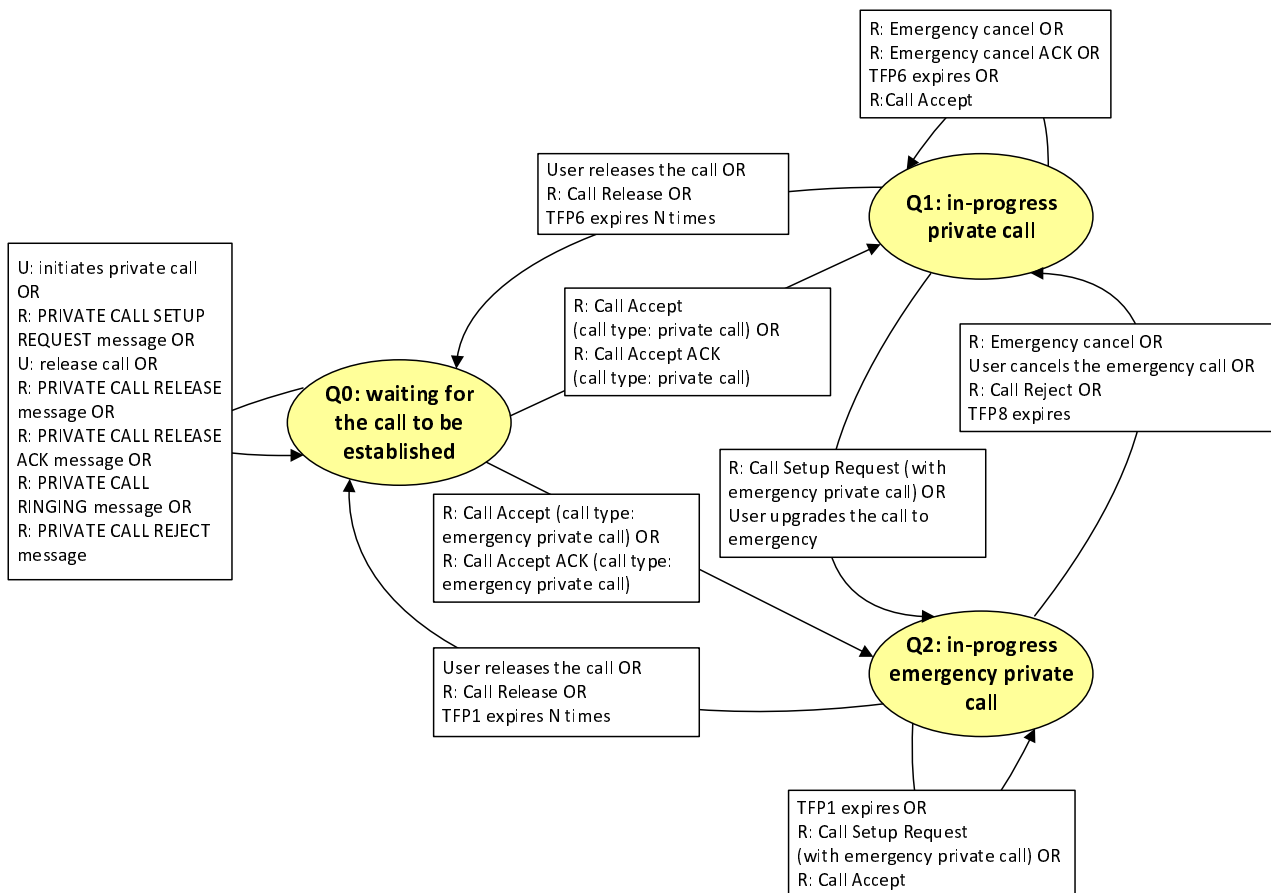 R: Emergency cancel OR
R: Emergency cancel ACK OR
TFP6 expires OR
R:Call Accept
User releases the call OR
R: Call Release OR
TFP6 expires N times
Q1: in-progress
private call
U: initiates private call
OR
R: PRIVATE CALL SETUP
REQUEST message OR
U: release call OR
R: PRIVATE CALL RELEASE
message OR
R: PRIVATE CALL RELEASE
ACK message OR
R: PRIVATE CALL
RINGING message OR
R: PRIVATE CALL REJECT
message
R: Call Accept
(call type: private call) OR
R: Call Accept ACK
(call type: private call)
R: Emergency cancel OR
User cancels the emergency call OR
R: Call Reject OR
TFP8 expires
Q0: waiting for
the call to be
established
R: Call Setup Request (with
emergency private call) OR
User upgrades the call to
emergency
R: Call Accept (call type:
emergency private call) OR
R: Call Accept ACK (call type:
emergency private call)
Q2: in-progress
emergency private
call
User releases the call OR
R: Call Release OR
TFP1 expires N times
TFP1 expires OR
R: Call Setup Request
(with emergency private call) OR
R: Call Accept